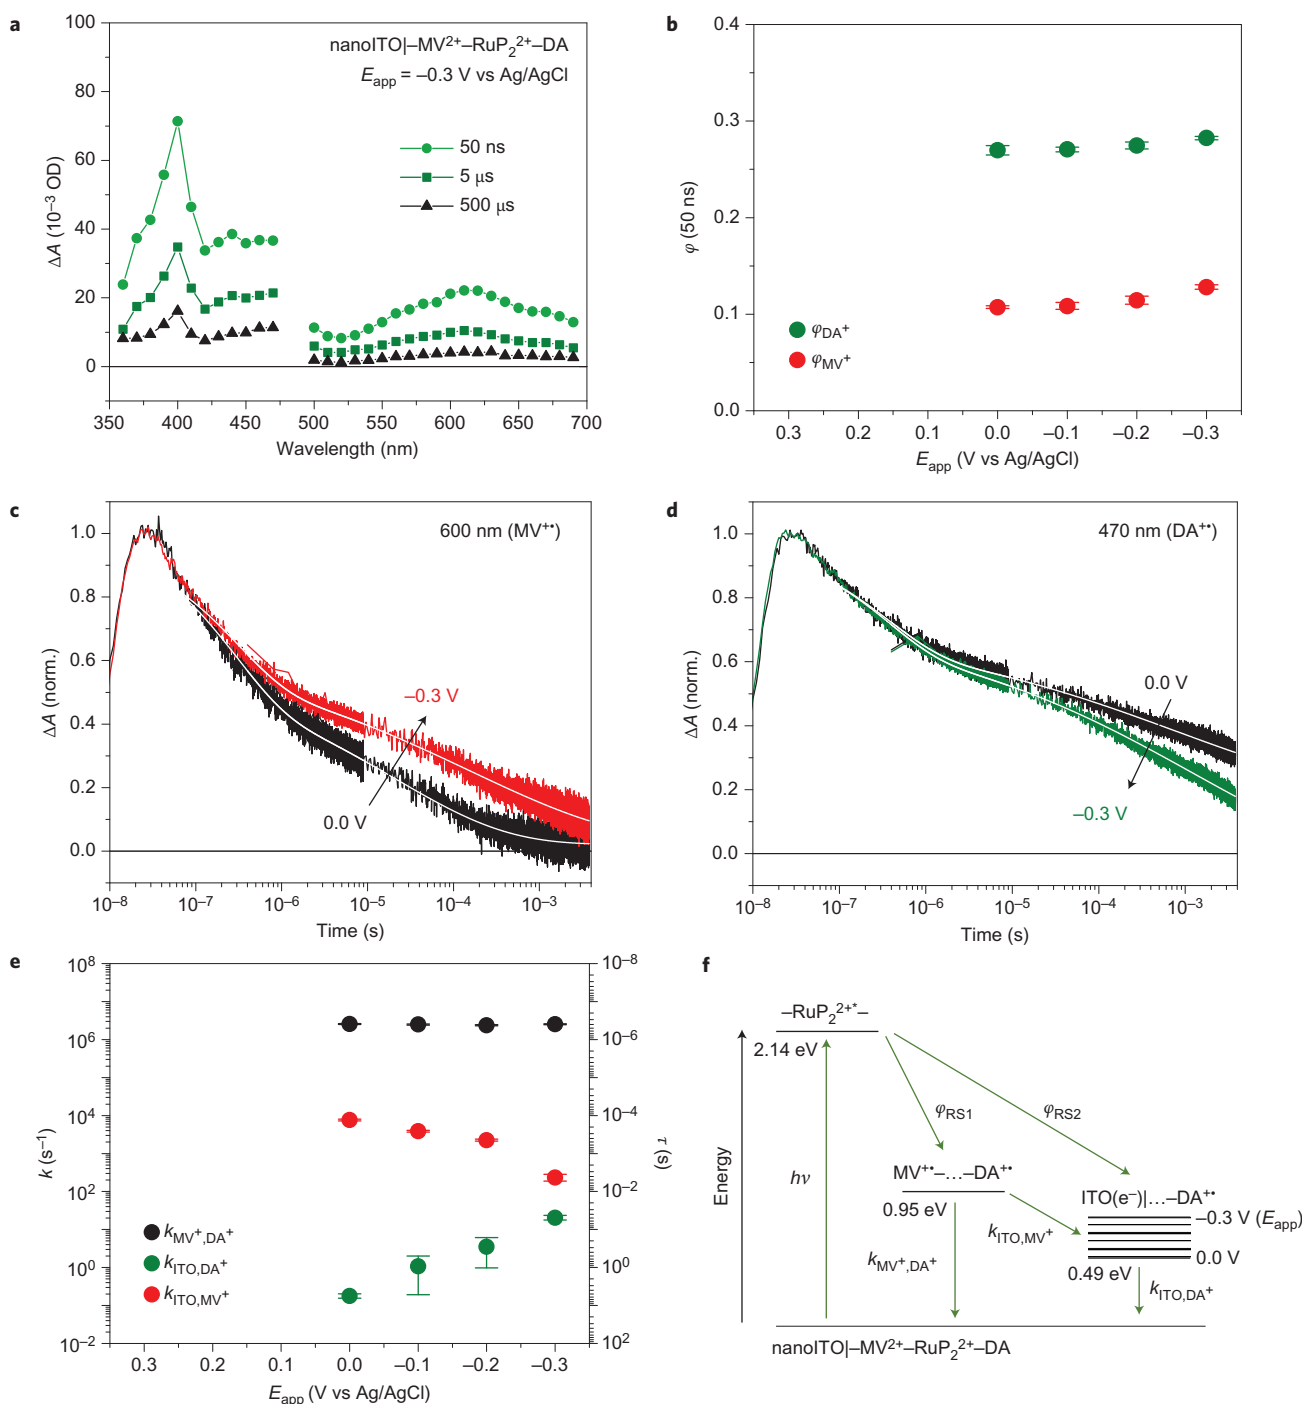 a
nanoITO|–MV²⁺–RuP₂²⁺–DA
E_app = –0.3 V vs Ag/AgCl
50 ns
5 μs
500 μs
100
80
60
40
20
0
ΔA (10⁻³ OD)
350 400 450 500 550 600 650 700
Wavelength (nm)
b
0.4
0.3
0.2
0.1
0.0
φ (50 ns)
φ_DA⁺
φ_MV⁺
0.3 0.2 0.1 0.0 –0.1 –0.2 –0.3
E_app (V vs Ag/AgCl)
c
600 nm (MV⁺•)
–0.3 V
0.0 V
1.0
0.8
0.6
0.4
0.2
0.0
ΔA (norm.)
10⁻⁸ 10⁻⁷ 10⁻⁶ 10⁻⁵ 10⁻⁴ 10⁻³
Time (s)
d
470 nm (DA⁺•)
0.0 V
–0.3 V
1.0
0.8
0.6
0.4
0.2
0.0
ΔA (norm.)
10⁻⁸ 10⁻⁷ 10⁻⁶ 10⁻⁵ 10⁻⁴ 10⁻³
Time (s)
e
10⁸
10⁶
10⁴
10²
10⁰
10⁻²
k (s⁻¹)
10⁻⁸
10⁻⁶
10⁻⁴
10⁻²
10⁰
10²
τ (s)
k_MV⁺,DA⁺
k_ITO,DA⁺
k_ITO,MV⁺
0.3 0.2 0.1 0.0 –0.1 –0.2 –0.3
E_app (V vs Ag/AgCl)
f
–RuP₂²⁺*–
2.14 eV
φ_RS1
φ_RS2
Energy
hν
MV⁺•–...–DA⁺•
0.95 eV
ITO(e⁻)|...–DA⁺•
–0.3 V (E_app)
k_ITO,MV⁺
k_MV⁺,DA⁺
0.0 V
0.49 eV
k_ITO,DA⁺
nanoITO|–MV²⁺–RuP₂²⁺–DA